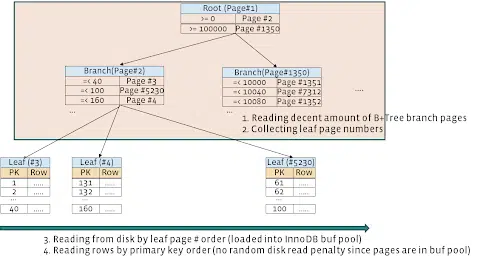 Root (Page#1)
>= 0 Page #2
>= 100000 Page #1350
Branch(Page#2)
=< 40 Page #3
=< 100 Page #5230
=< 160 Page #4
...
Branch(Page#1350)
=< 10000 Page #1351
=< 10040 Page #7312
=< 10080 Page #1352
...
....
1. Reading decent amount of B+Tree branch pages
2. Collecting leaf page numbers
Leaf (#3)
PK Row
1 .....
2 .....
...
40 .....
Leaf (#4)
PK Row
131 .....
132 .....
...
160 .....
Leaf (#5230)
PK Row
61 .....
62 .....
...
100 .....
3. Reading from disk by leaf page # order (loaded into InnoDB buf pool)
4. Reading rows by primary key order (no random disk read penalty since pages are in buf pool)